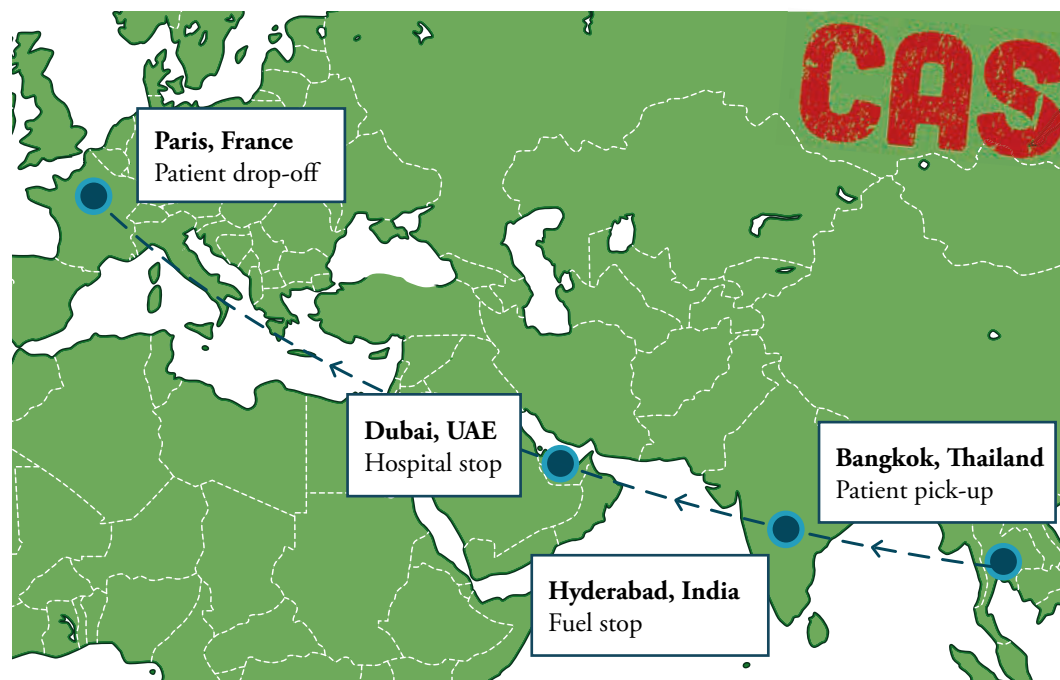 CAS
Paris, France
Patient drop-off
Dubai, UAE
Hospital stop
Bangkok, Thailand
Patient pick-up
Hyderabad, India
Fuel stop